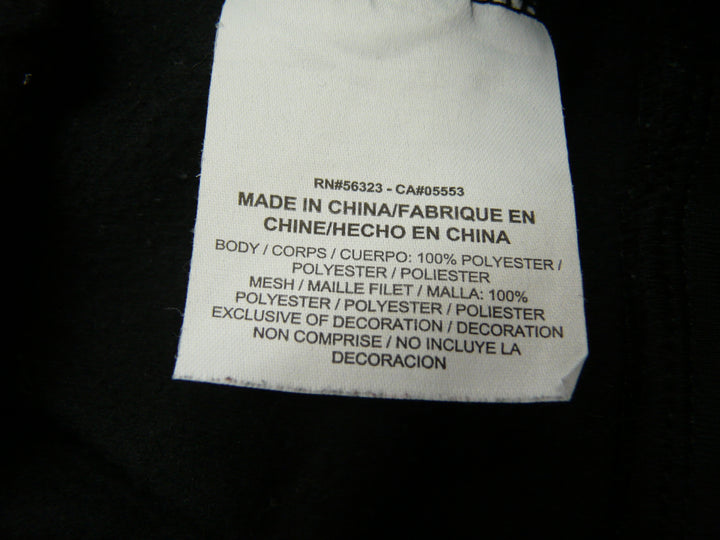 RN#56323 - CA#05553
MADE IN CHINA/FABRIQUE EN
CHINE/HECHO EN CHINA
BODY / CORPS / CUERPO: 100% POLYESTER /
POLYESTER / POLIESTER
MESH / MAILLE FILET / MALLA: 100%
POLYESTER / POLYESTER / POLIESTER
EXCLUSIVE OF DECORATION / DECORATION
NON COMPRISE / NO INCLUYE LA
DECORACION